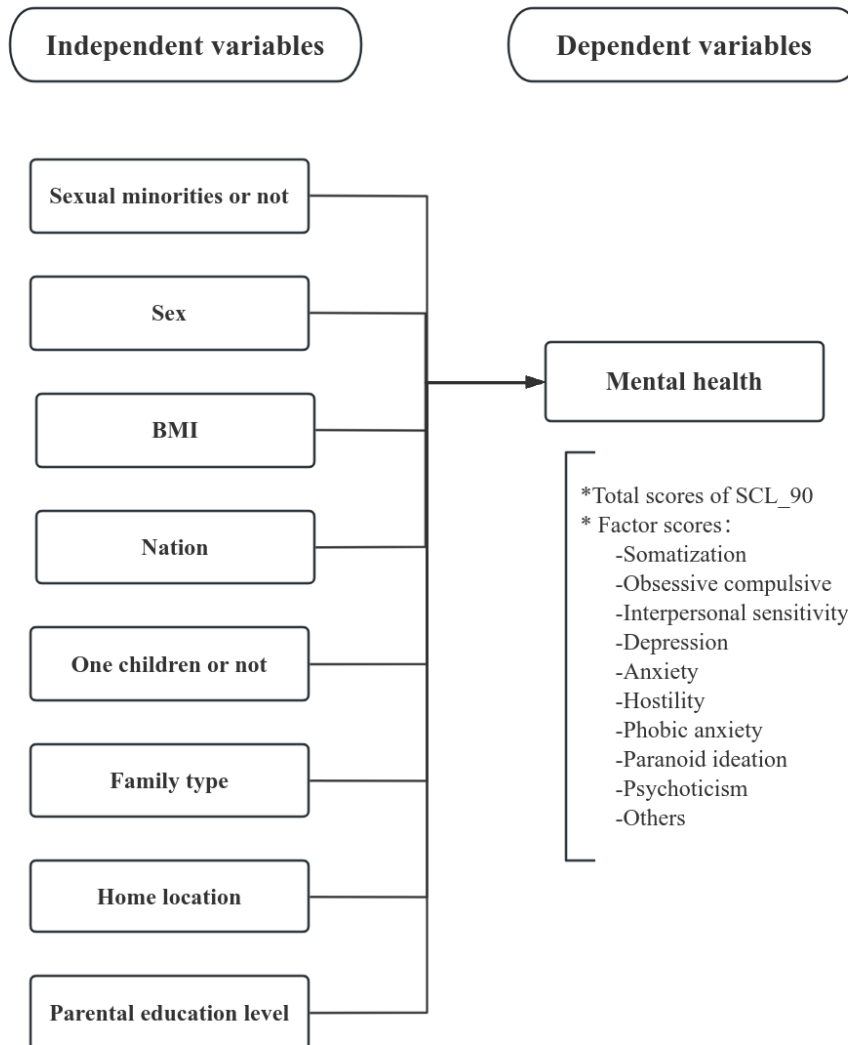 Independent variables
Dependent variables
Sexual minorities or not
Sex
BMI
Nation
One children or not
Family type
Home location
Parental education level
Mental health
*Total scores of SCL_90
* Factor scores：
-Somatization
-Obsessive compulsive
-Interpersonal sensitivity
-Depression
-Anxiety
-Hostility
-Phobic anxiety
-Paranoid ideation
-Psychoticism
-Others